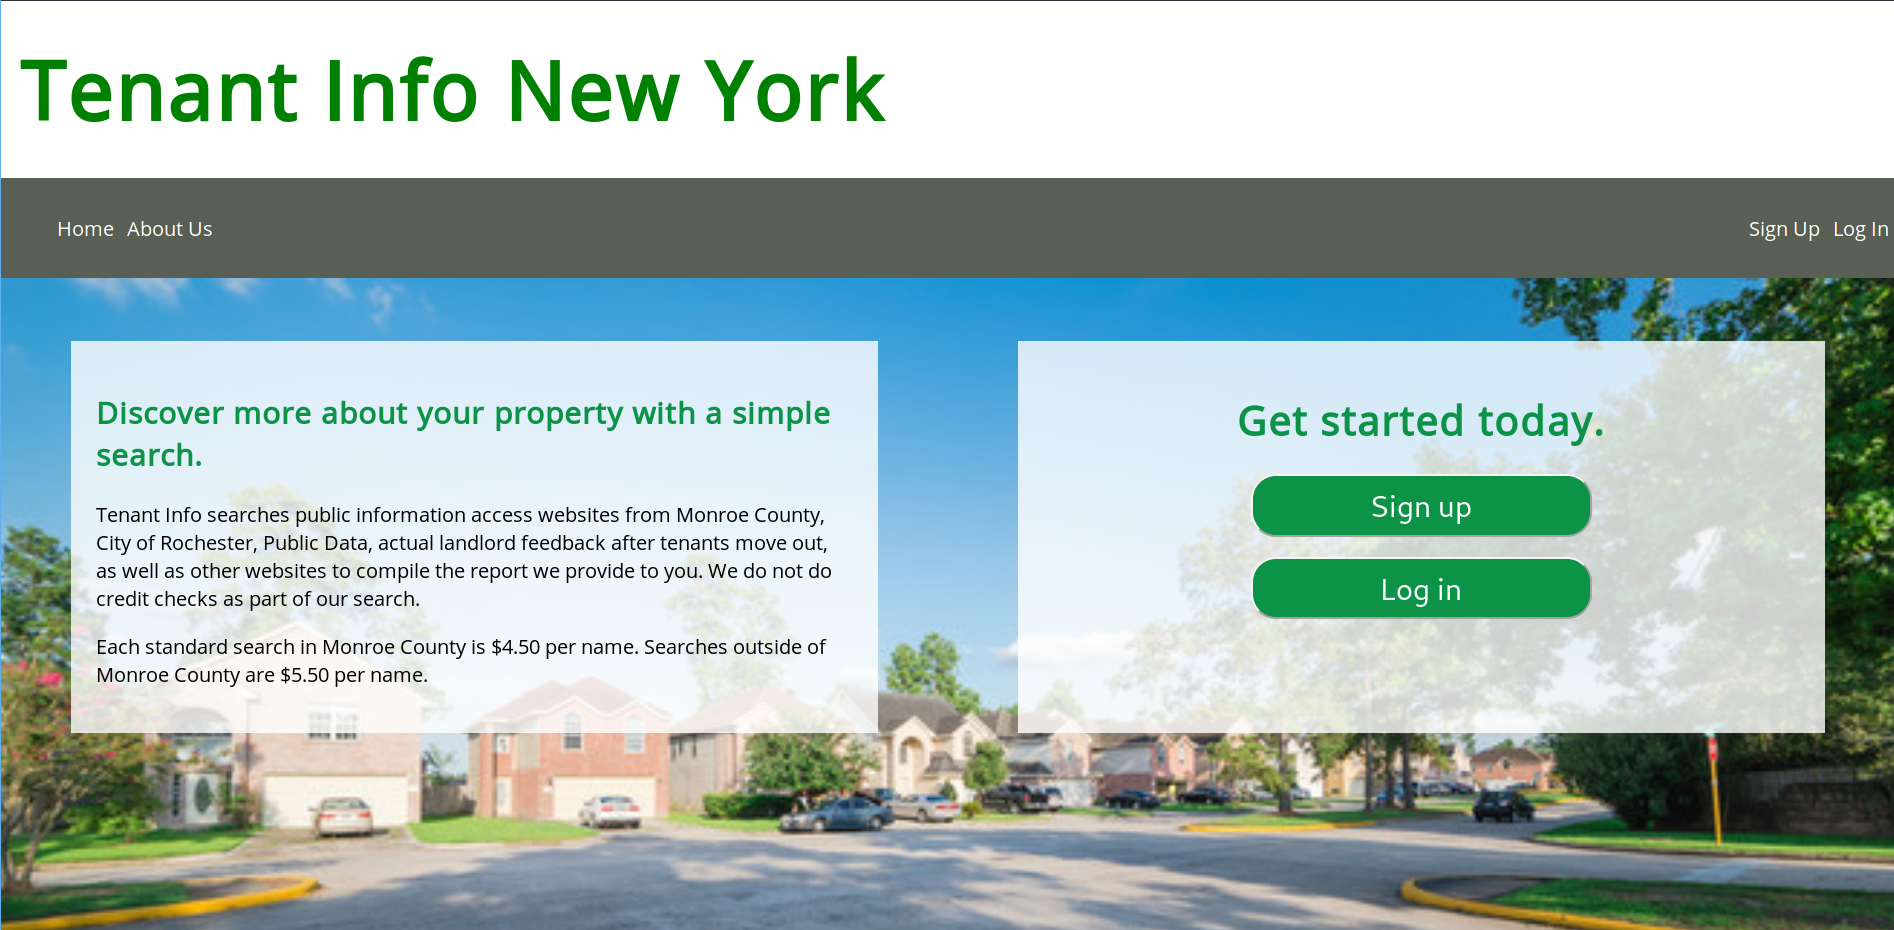 Tenant Info New York
Home About Us
Sign Up Log In
Discover more about your property with a simple
search.
Tenant Info searches public information access websites from Monroe County,
City of Rochester, Public Data, actual landlord feedback after tenants move out,
as well as other websites to compile the report we provide to you. We do not do
credit checks as part of our search.
Each standard search in Monroe County is $4.50 per name. Searches outside of
Monroe County are $5.50 per name.
Get started today.
Sign up
Log in